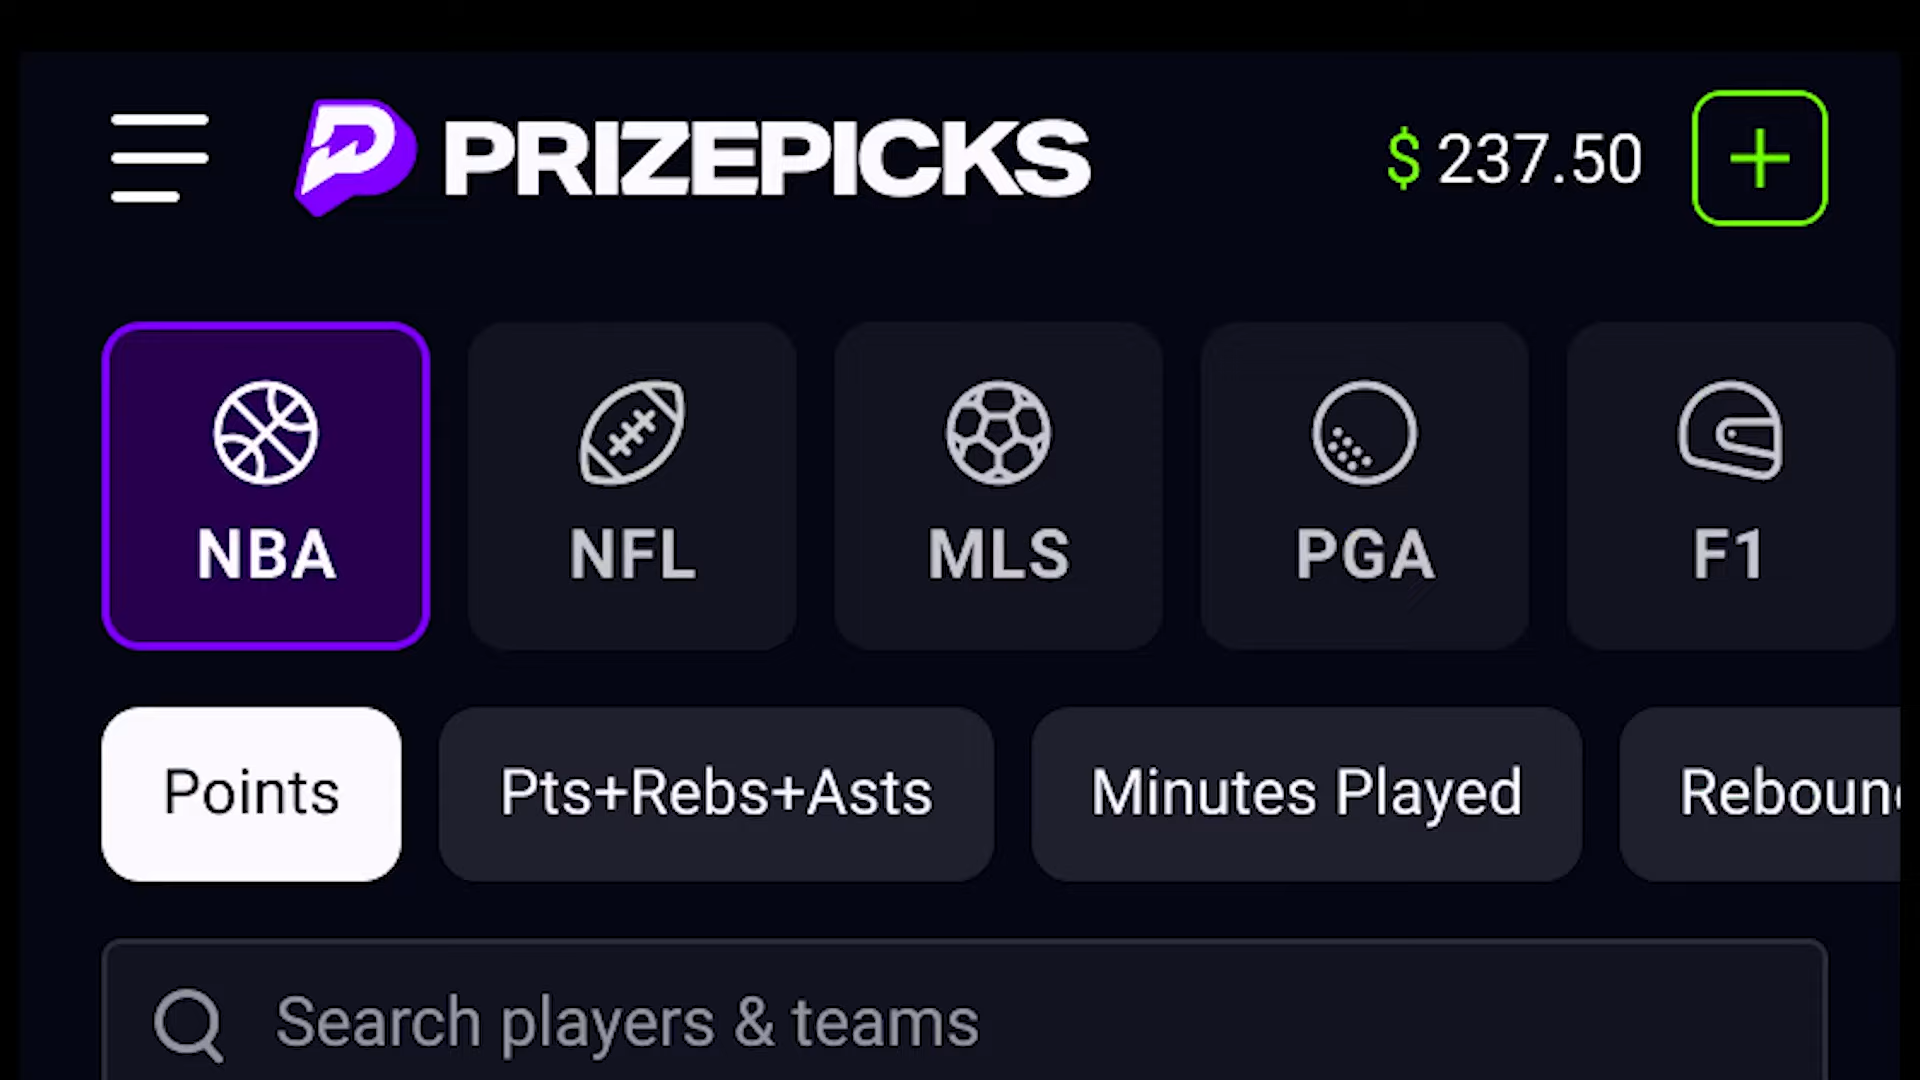 PRIZEPICKS $ 237.50 +
NBA NFL MLS PGA F1
Points Pts+Rebs+Asts Minutes Played
Search players & teams